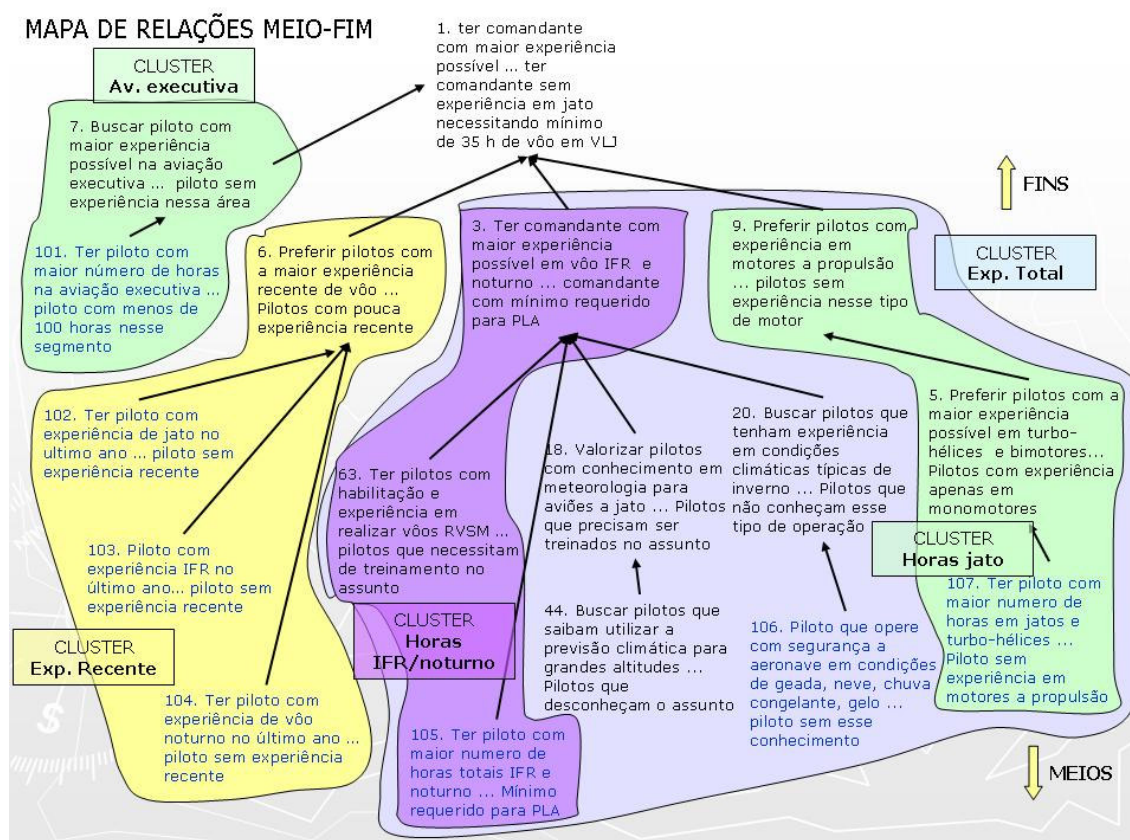 MAPA DE RELAÇÕES MEIO-FIM
1. ter comandante
com maior experiência
possível ... ter
comandante sem
experiência em jato
necessitando mínimo
de 35 h de vôo em VLJ
CLUSTER
Av. executiva
7. Buscar piloto com
maior experiência
possível na aviação
executiva ... piloto sem
experiência nessa área
FINS
101. Ter piloto com
maior número de horas
na aviação executiva ...
piloto com menos de
100 horas nesse
segmento
6. Preferir pilotos com
a maior experiência
recente de vôo ...
Pilotos com pouca
experiência recente
3. Ter comandante com
maior experiência
possível em vôo IFR e
noturno ... comandante
com mínimo requerido
para PLA
9. Preferir pilotos com
experiência em
motores a propulsão
... pilotos sem
experiência nesse tipo
de motor
CLUSTER
Exp. Total
102. Ter piloto com
experiência de jato no
ultimo ano ... piloto sem
experiência recente
63. Ter pilotos com
habilitação e
experiência em
realizar vôos RVSM ...
pilotos que necessitam
de treinamento no
assunto
18. Valorizar pilotos
com conhecimento em
meteorologia para
aviões a jato ... Pilotos
que precisam ser
treinados no assunto
20. Buscar pilotos que
tenham experiência
em condições
climáticas típicas de
inverno ... Pilotos que
não conheçam esse
tipo de operação
5. Preferir pilotos com a
maior experiência
possível em turbo-
hélices e bimotores...
Pilotos com experiência
apenas em
monomotores
CLUSTER
Horas jato
103. Piloto com
experiência IFR no
último ano... piloto sem
experiência recente
CLUSTER
Exp. Recente
CLUSTER
Horas
IFR/noturno
44. Buscar pilotos que
saibam utilizar a
previsão climática para
grandes altitudes ...
Pilotos que
desconheçam o assunto
106. Piloto que opere
com segurança a
aeronave em condições
de geada, neve, chuva
congelante, gelo ...
piloto sem esse
conhecimento
107. Ter piloto com
maior numero de
horas em jatos e
turbo-hélices ...
Piloto sem
experiência em
motores a propulsão
104. Ter piloto com
experiência de vôo
noturno no último ano ...
piloto sem experiência
recente
105. Ter piloto com
maior numero de
horas totais IFR e
noturno ... Mínimo
requerido para PLA
MEIOS
$